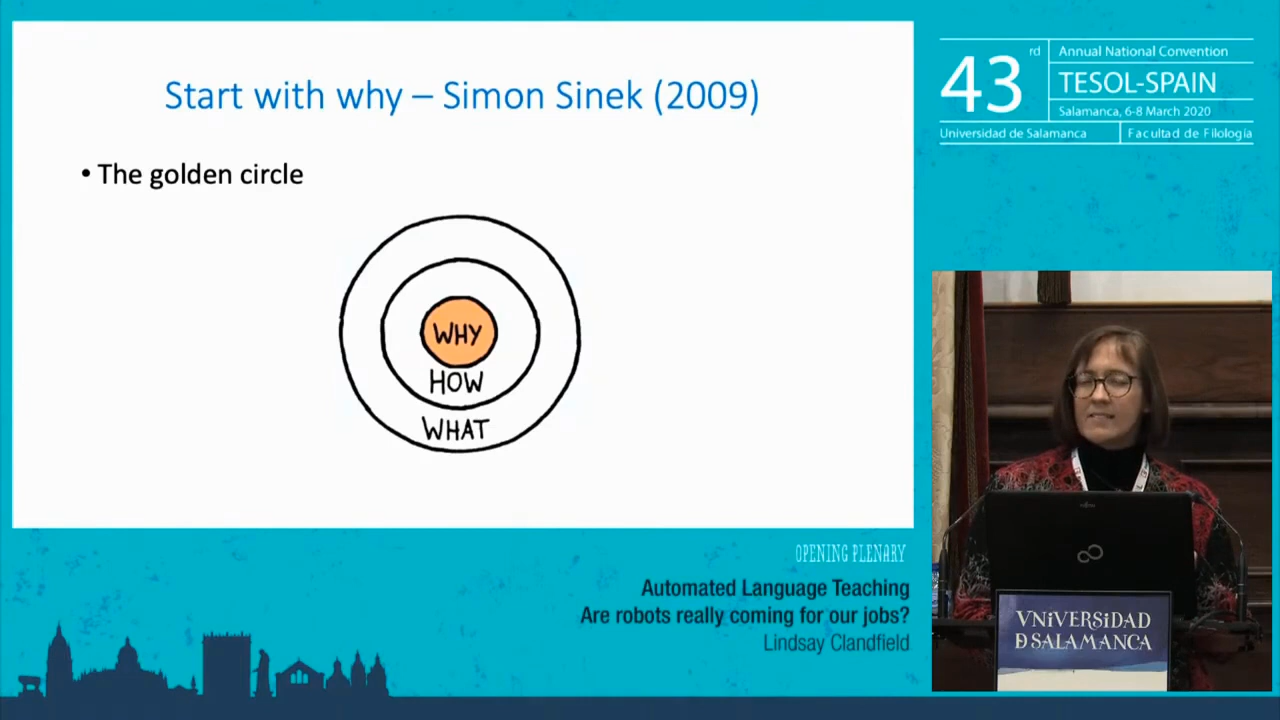 Start with why – Simon Sinek (2009)
• The golden circle
WHY
HOW
WHAT
43rd
Annual National Convention
TESOL-SPAIN
Salamanca, 6-8 March 2020
Universidad de Salamanca
Facultad de Filología
OPENING PLENARY
Automated Language Teaching
Are robots really coming for our jobs?
Lindsay Clandfield
VNiVERSiDAD
Ð SALAMANCA